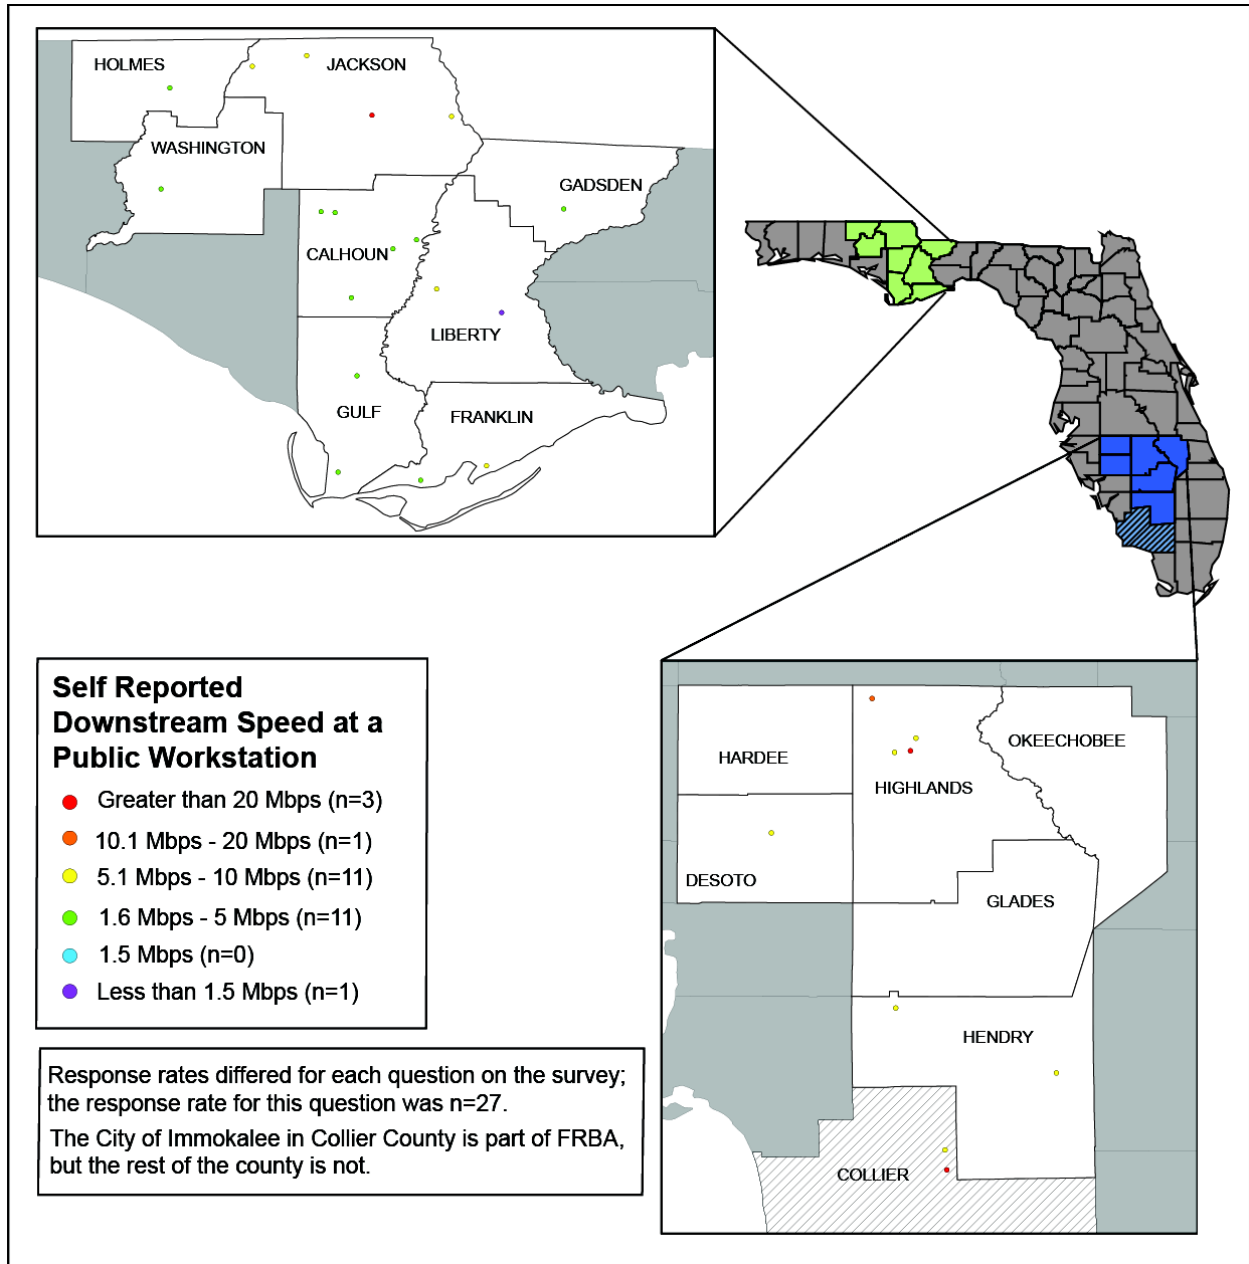 HOLMES
JACKSON
WASHINGTON
GADSDEN
CALHOUN
LIBERTY
GULF
FRANKLIN
Self Reported
Downstream Speed at a
Public Workstation
Greater than 20 Mbps (n=3)
10.1 Mbps - 20 Mbps (n=1)
5.1 Mbps - 10 Mbps (n=11)
1.6 Mbps - 5 Mbps (n=11)
1.5 Mbps (n=0)
Less than 1.5 Mbps (n=1)
Response rates differed for each question on the survey;
the response rate for this question was n=27.
The City of Immokalee in Collier County is part of FRBA,
but the rest of the county is not.
HARDEE
HIGHLANDS
OKEECHOBEE
DESOTO
GLADES
HENDRY
COLLIER